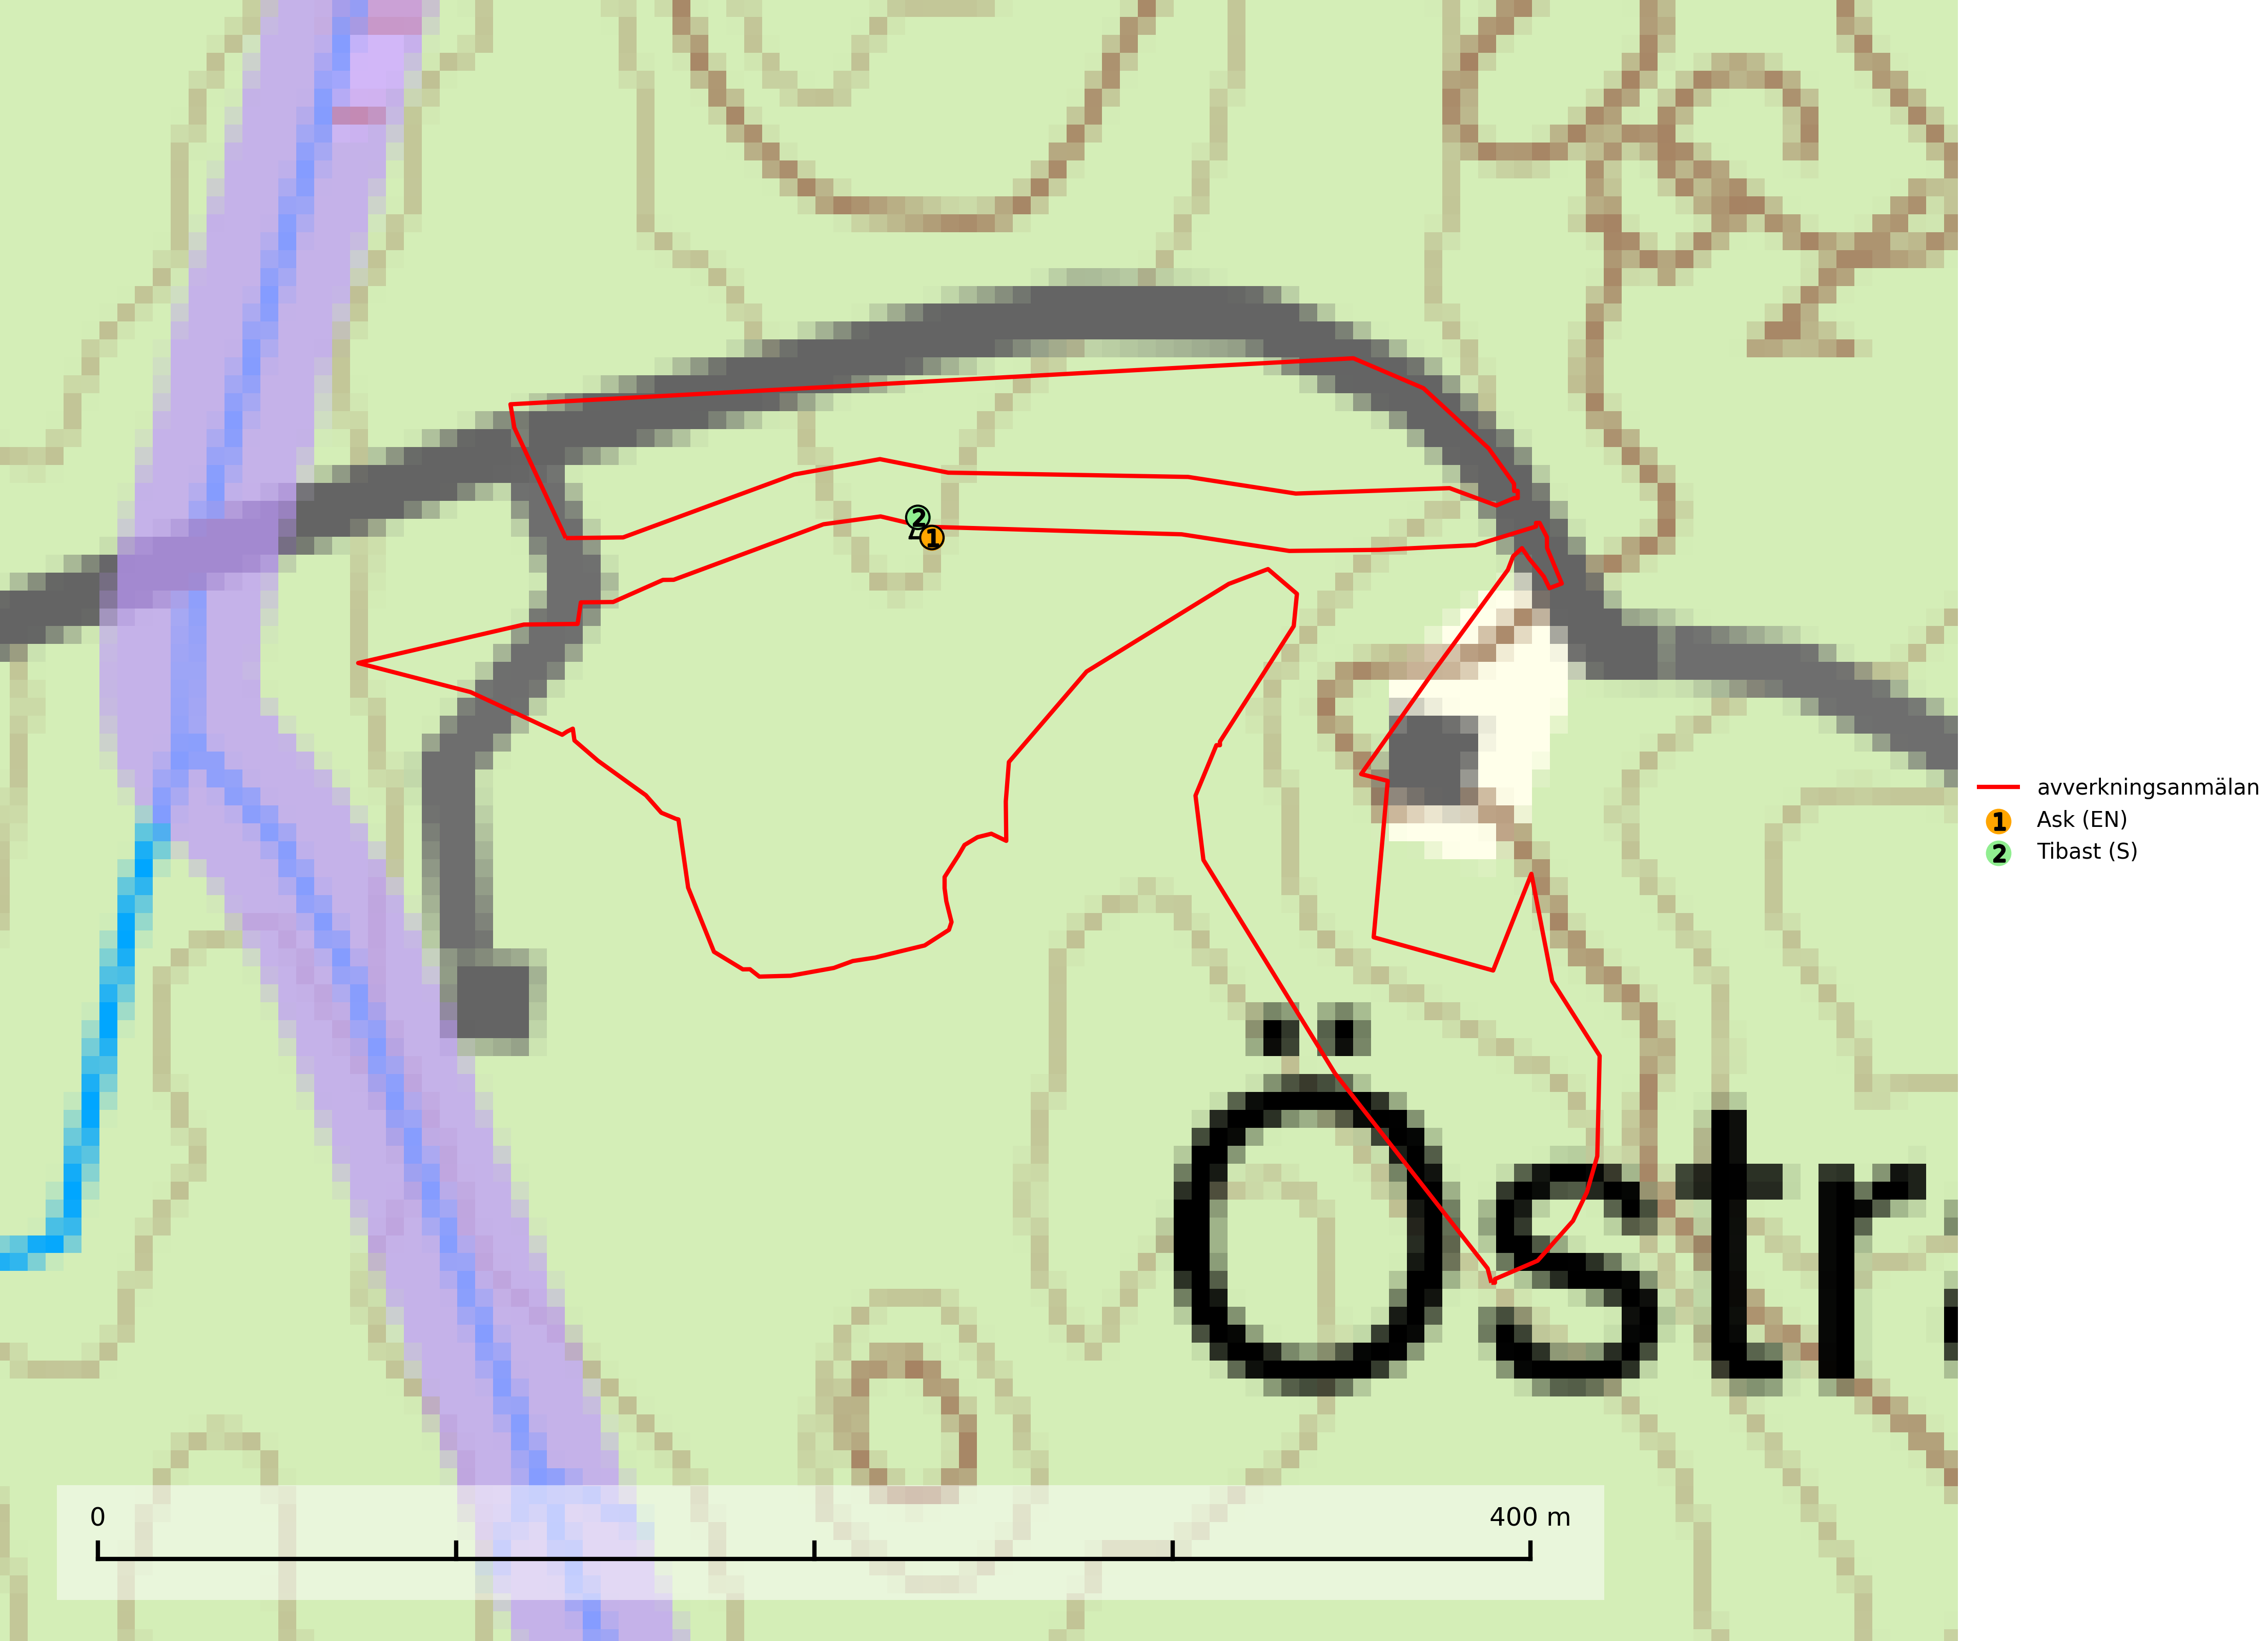 2
1
avverkningsanmälan
1 Ask (EN)
2 Tibast (S)
Östr
0 400 m